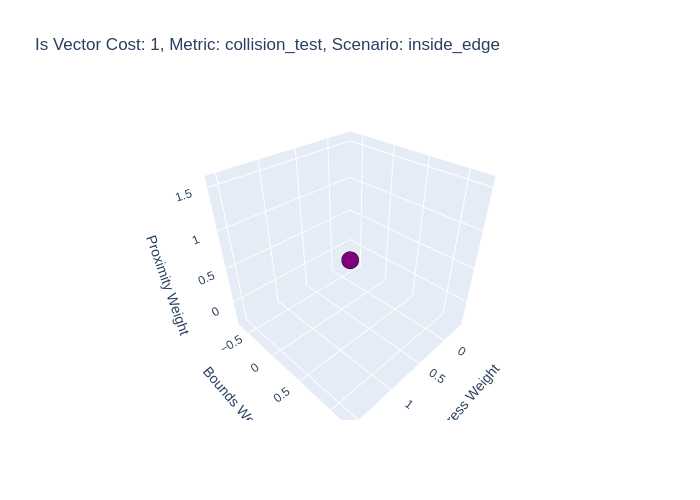 Is Vector Cost: 1, Metric: collision_test, Scenario: inside_edge
1.5
1
0.5
0
Proximity Weight
−0.5
0
0.5
Bounds
0
0.5
1
Weight